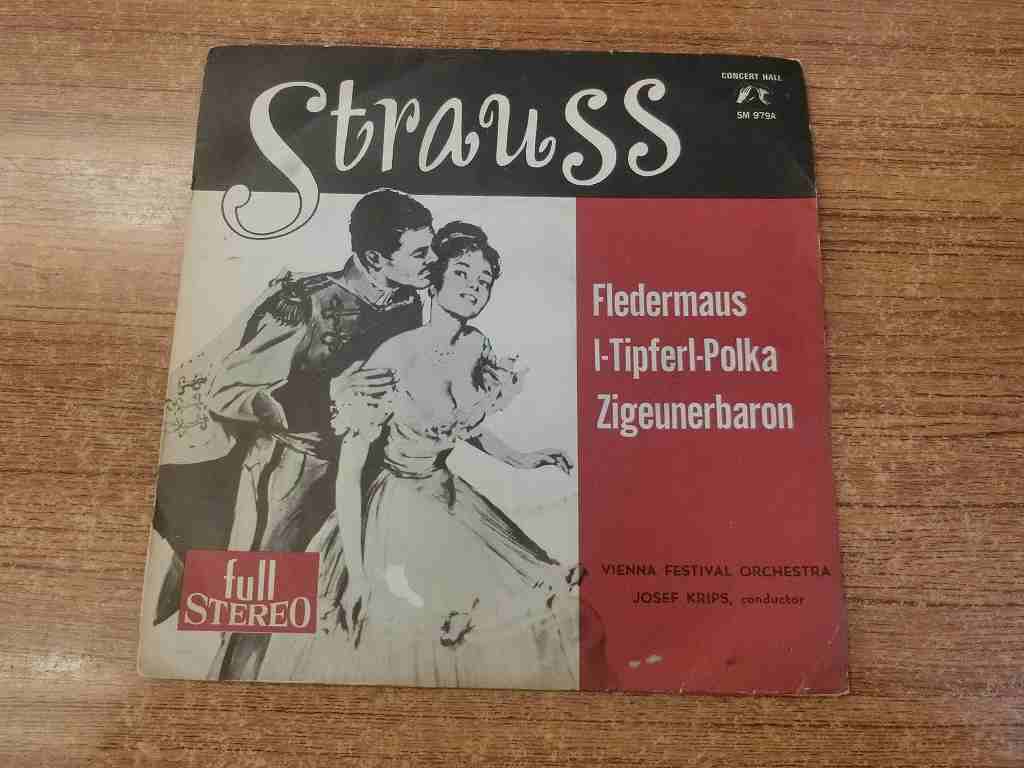 Strauss
CONCERT HALL
SM 979A
Fledermaus
I-Tipferl-Polka
Zigeunerbaron
VIENNA FESTIVAL ORCHESTRA
JOSEF KRIPS, conductor
full
STEREO